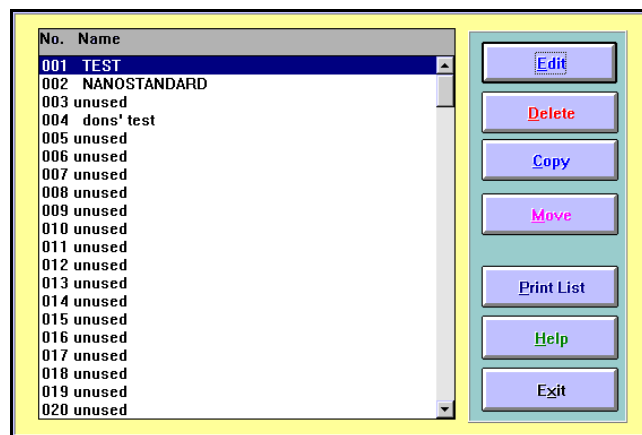 No. Name
001 TEST
002 NANOSTANDARD
003 unused
004 dons' test
005 unused
006 unused
007 unused
008 unused
009 unused
010 unused
011 unused
012 unused
013 unused
014 unused
015 unused
016 unused
017 unused
018 unused
019 unused
020 unused
Edit
Delete
Copy
Move
Print List
Help
Exit